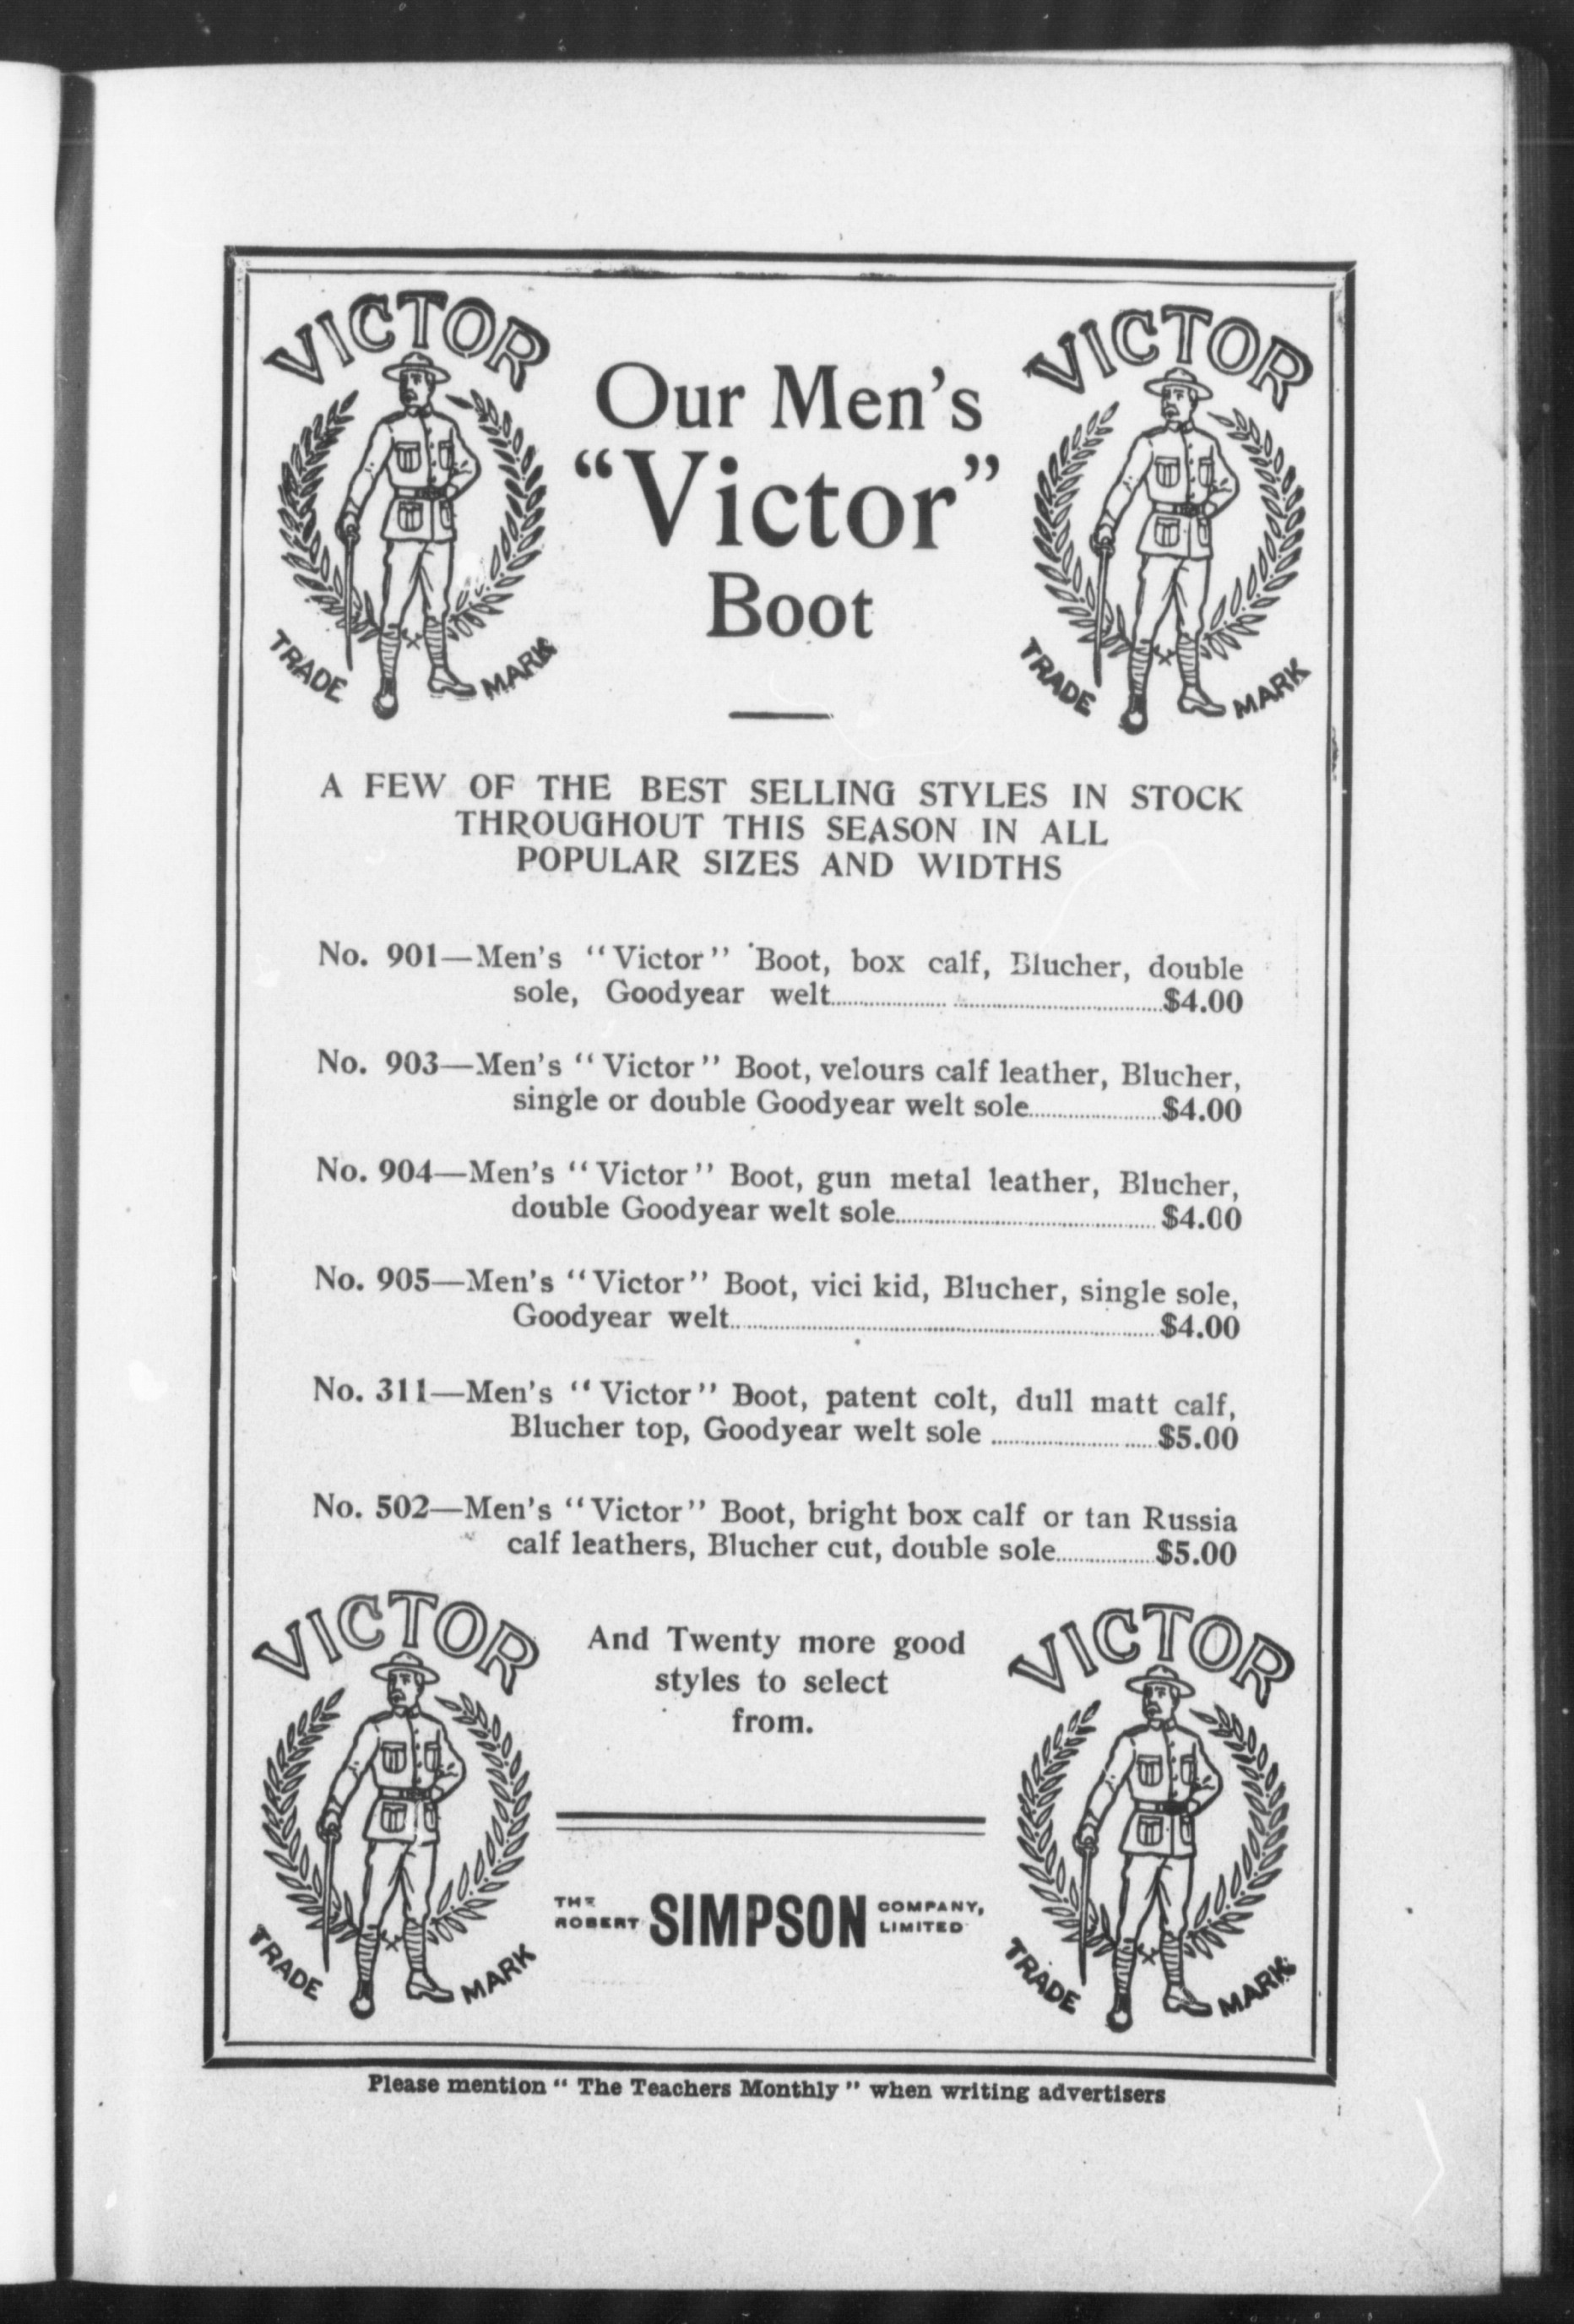 VICTOR
TRADE MARK
VICTOR
TRADE MARK
Our Men's
“Victor”
Boot
A FEW OF THE BEST SELLING STYLES IN STOCK
THROUGHOUT THIS SEASON IN ALL
POPULAR SIZES AND WIDTHS
No. 901—Men's “Victor” Boot, box calf, Blucher, double
sole, Goodyear welt........................................$4.00
No. 903—Men's “Victor” Boot, velours calf leather, Blucher,
single or double Goodyear welt sole....................$4.00
No. 904—Men's “Victor” Boot, gun metal leather, Blucher,
double Goodyear welt sole........................................$4.00
No. 905—Men's “Victor” Boot, vici kid, Blucher, single sole,
Goodyear welt............................................................$4.00
No. 311—Men's “Victor” Boot, patent colt, dull matt calf,
Blucher top, Goodyear welt sole .........................$5.00
No. 502—Men's “Victor” Boot, bright box calf or tan Russia
calf leathers, Blucher cut, double sole...............$5.00
VICTOR
TRADE MARK
VICTOR
TRADE MARK
And Twenty more good
styles to select
from.
THE ROBERT SIMPSON COMPANY, LIMITED
Please mention “ The Teachers Monthly ” when writing advertisers